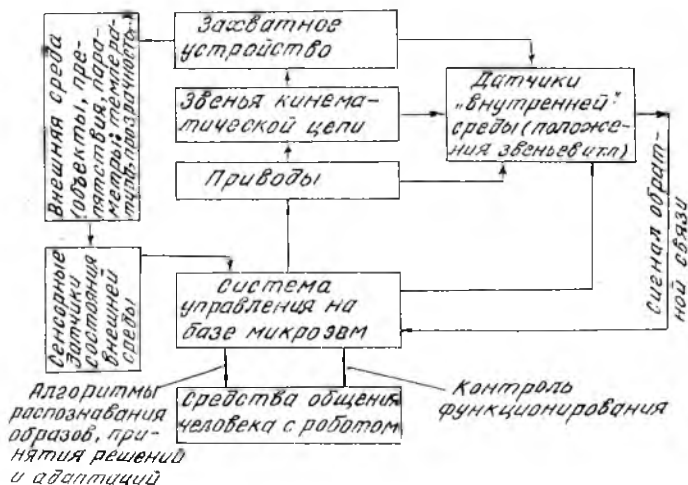 Внешняя среда
(объекты, пре-
пятствия, пара-
метры: темпера-
тура, прозрачность...)
Захватное
устройство
Звенья кинема-
тической цепи
Приводы
Датчики
„внутренней"
среды (положе-
ния звеньев и т.п)
Сигнал обрат-
ной связи
Сенсорные
датчики
состояния
внешней
среды
Система
управления на
базе микроэвм
Алгоритмы
распознавания
образов, при-
нятия решений
и адаптаций
Средства общения
человека с роботом
Контроль
функционирования